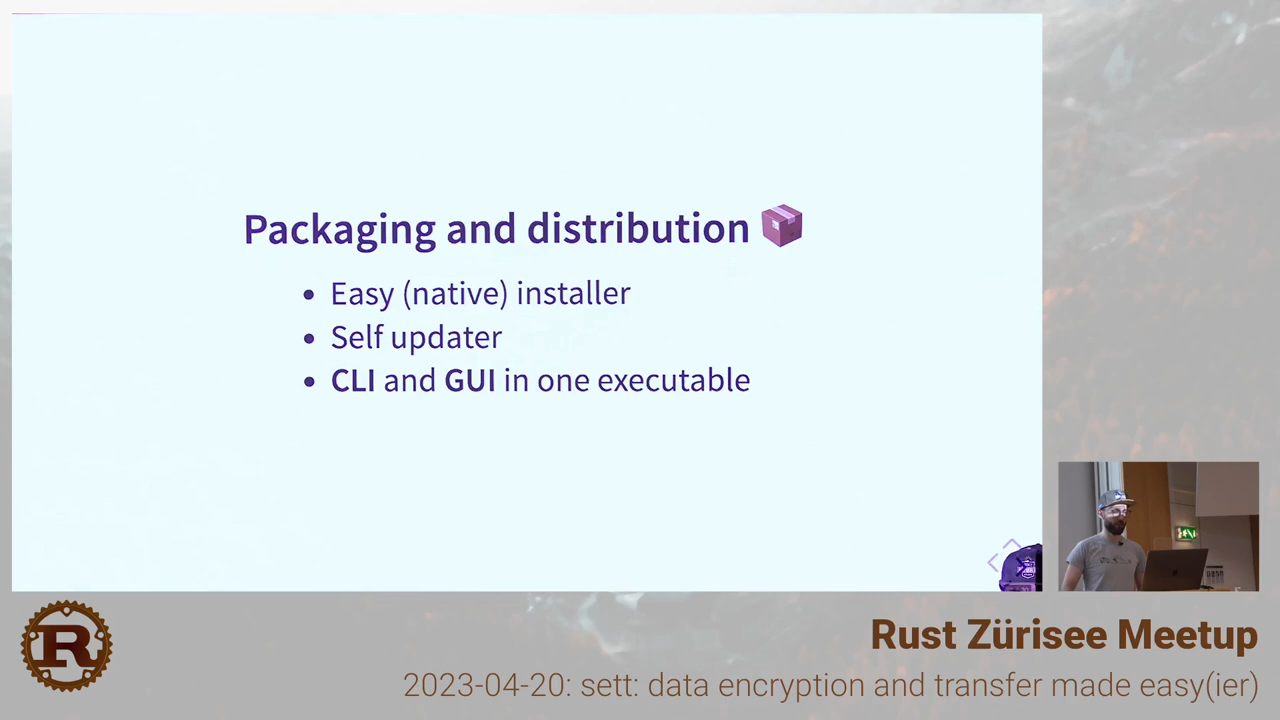 Packaging and distribution
• Easy (native) installer
• Self updater
• CLI and GUI in one executable
R
Rust Zürisee Meetup
2023-04-20: sett: data encryption and transfer made easy(ier)